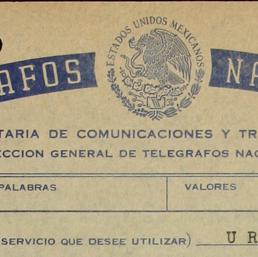 ESTADOS UNIDOS MEXICANOS
AFOS NA
TARIA DE COMUNICACIONES Y TR
ECCION GENERAL DE TELEGRAFOS NAC
PALABRAS VALORES
SERVICIO QUE DESEE UTILIZAR) U R